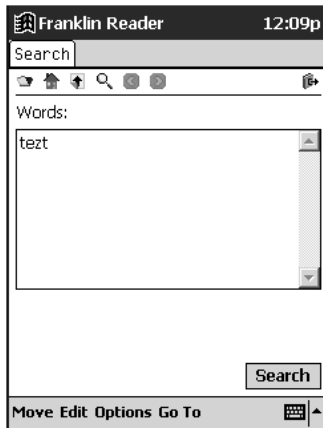 Franklin Reader 12:09p
Search
Words:
tezt
Search
Move Edit Options Go To